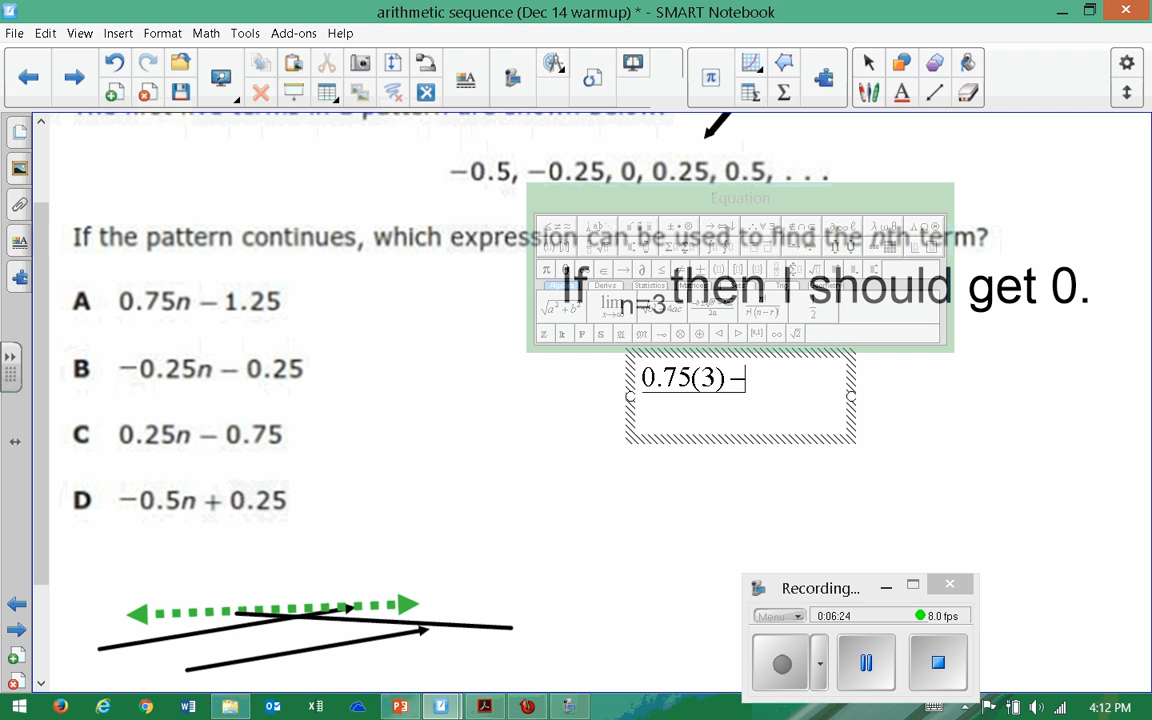 arithmetic sequence (Dec 14 warmup) * - SMART Notebook
File Edit View Insert Format Math Tools Add-ons Help
−0.5, −0.25, 0, 0.25, 0.5, . . .
Equation
If the pattern continues, which expression can be used to find the nth term?
If n=3 then I should get 0.
A 0.75n − 1.25
0.75(3) −
B −0.25n − 0.25
C 0.25n − 0.75
D −0.5n + 0.25
Recording...
Menu 0:06:24 8.0 fps
4:12 PM